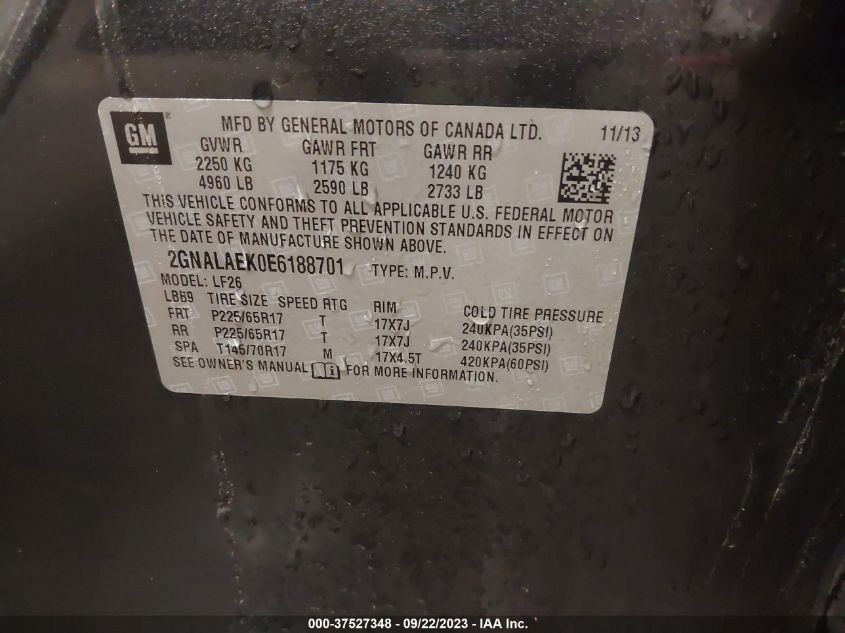 GM
MFD BY GENERAL MOTORS OF CANADA LTD. 11/13
GVWR GAWR FRT GAWR RR
2250 KG 1175 KG 1240 KG
4960 LB 2590 LB 2733 LB
THIS VEHICLE CONFORMS TO ALL APPLICABLE U.S. FEDERAL MOTOR
VEHICLE SAFETY AND THEFT PREVENTION STANDARDS IN EFFECT ON
THE DATE OF MANUFACTURE SHOWN ABOVE.
2GNALAEK0E6188701 TYPE: M.P.V.
MODEL: LF26
LB69 TIRE SIZE SPEED RTG RIM COLD TIRE PRESSURE
FRT P225/65R17 T 17X7J 240KPA(35PSI)
RR P225/65R17 T 17X7J 240KPA(35PSI)
SPA T145/70R17 M 17X4.5T 420KPA(60PSI)
SEE OWNER'S MANUAL FOR MORE INFORMATION.
000-37527348 - 09/22/2023 - IAA Inc.